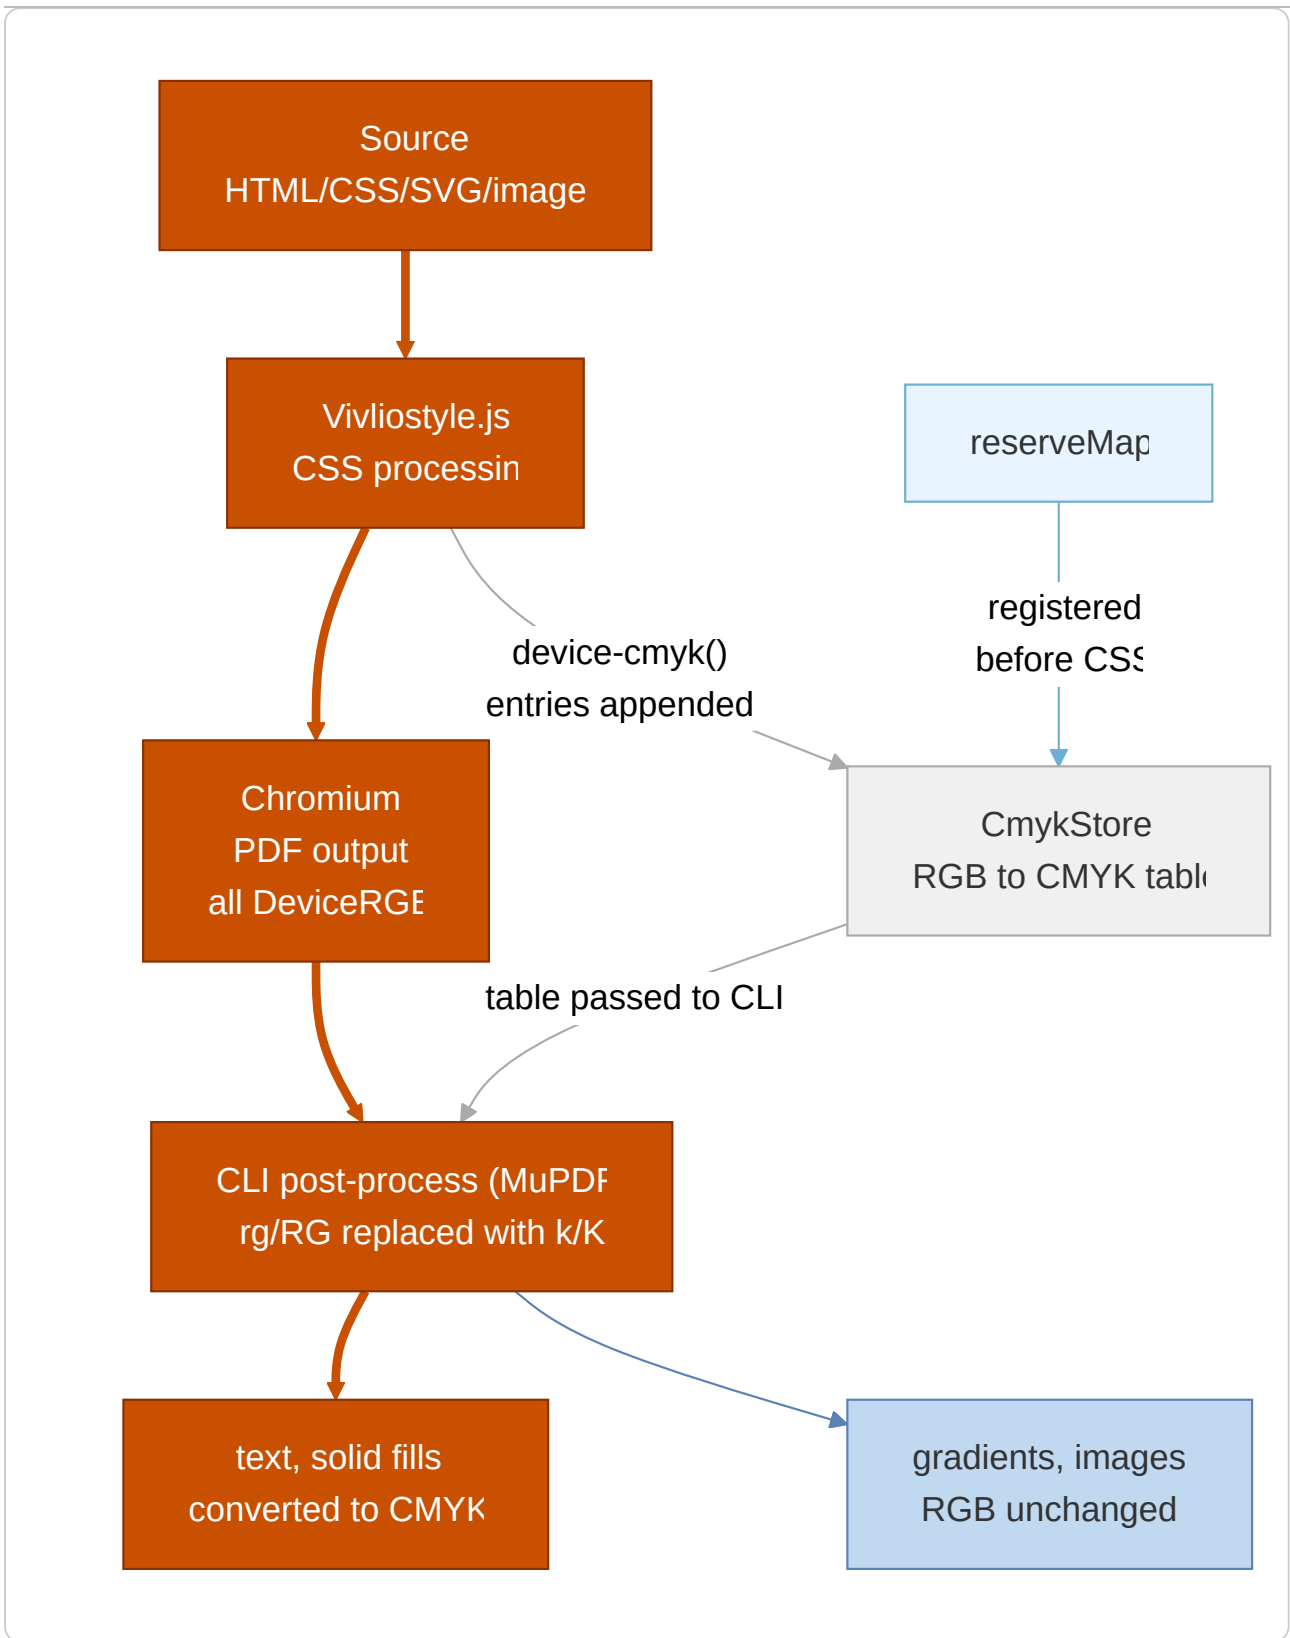 Source
HTML/CSS/SVG/image
Vivliostyle.js
CSS processin
reserveMap
registered
before CSS
device-cmyk()
entries appended
Chromium
PDF output
all DeviceRGB
CmykStore
RGB to CMYK table
table passed to CLI
CLI post-process (MuPDF
rg/RG replaced with k/K
text, solid fills
converted to CMYK
gradients, images
RGB unchanged